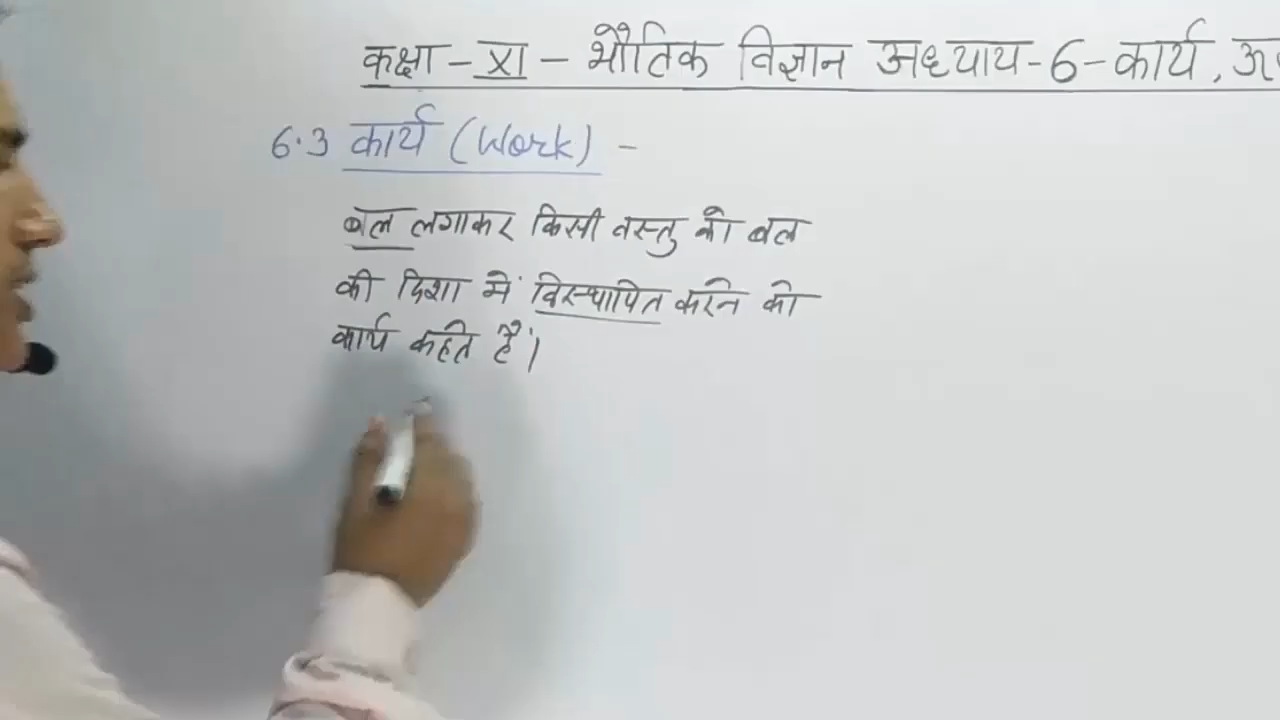 कक्षा - XI - भौतिक विज्ञान अध्याय-6-कार्य,
6.3 कार्य (Work) -
बल लगाकर किसी वस्तु को बल
की दिशा में विस्थापित करने को
कार्य कहते हैं।